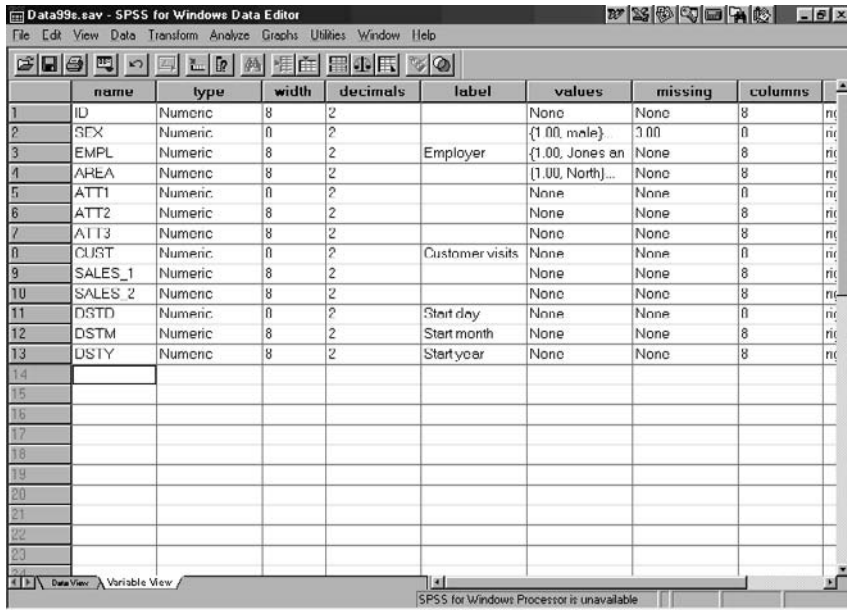 Data99s.sav - SPSS for Windows Data Editor
File Edit View Data Transform Analyze Graphs Utilities Window Help
name type width decimals label values missing columns
1 ID Numeric 8 2 None None 8
2 SEX Numeric 8 2 {1.00, male}... 3.00 8
3 EMPL Numeric 8 2 Employer {1.00, Jones an None 8
4 AREA Numeric 8 2 {1.00, North}... None 8
5 ATT1 Numeric 8 2 None None 8
6 ATT2 Numeric 8 2 None None 8
7 ATT3 Numeric 8 2 None None 8
8 CUST Numeric 8 2 Customer visits None None 8
9 SALES_1 Numeric 8 2 None None 8
10 SALES_2 Numeric 8 2 None None 8
11 DSTD Numeric 8 2 Start day None None 8
12 DSTM Numeric 8 2 Start month None None 8
13 DSTY Numeric 8 2 Start year None None 8
14
15
16
17
18
19
20
21
22
23
Data View Variable View
SPSS for Windows Processor is unavailable